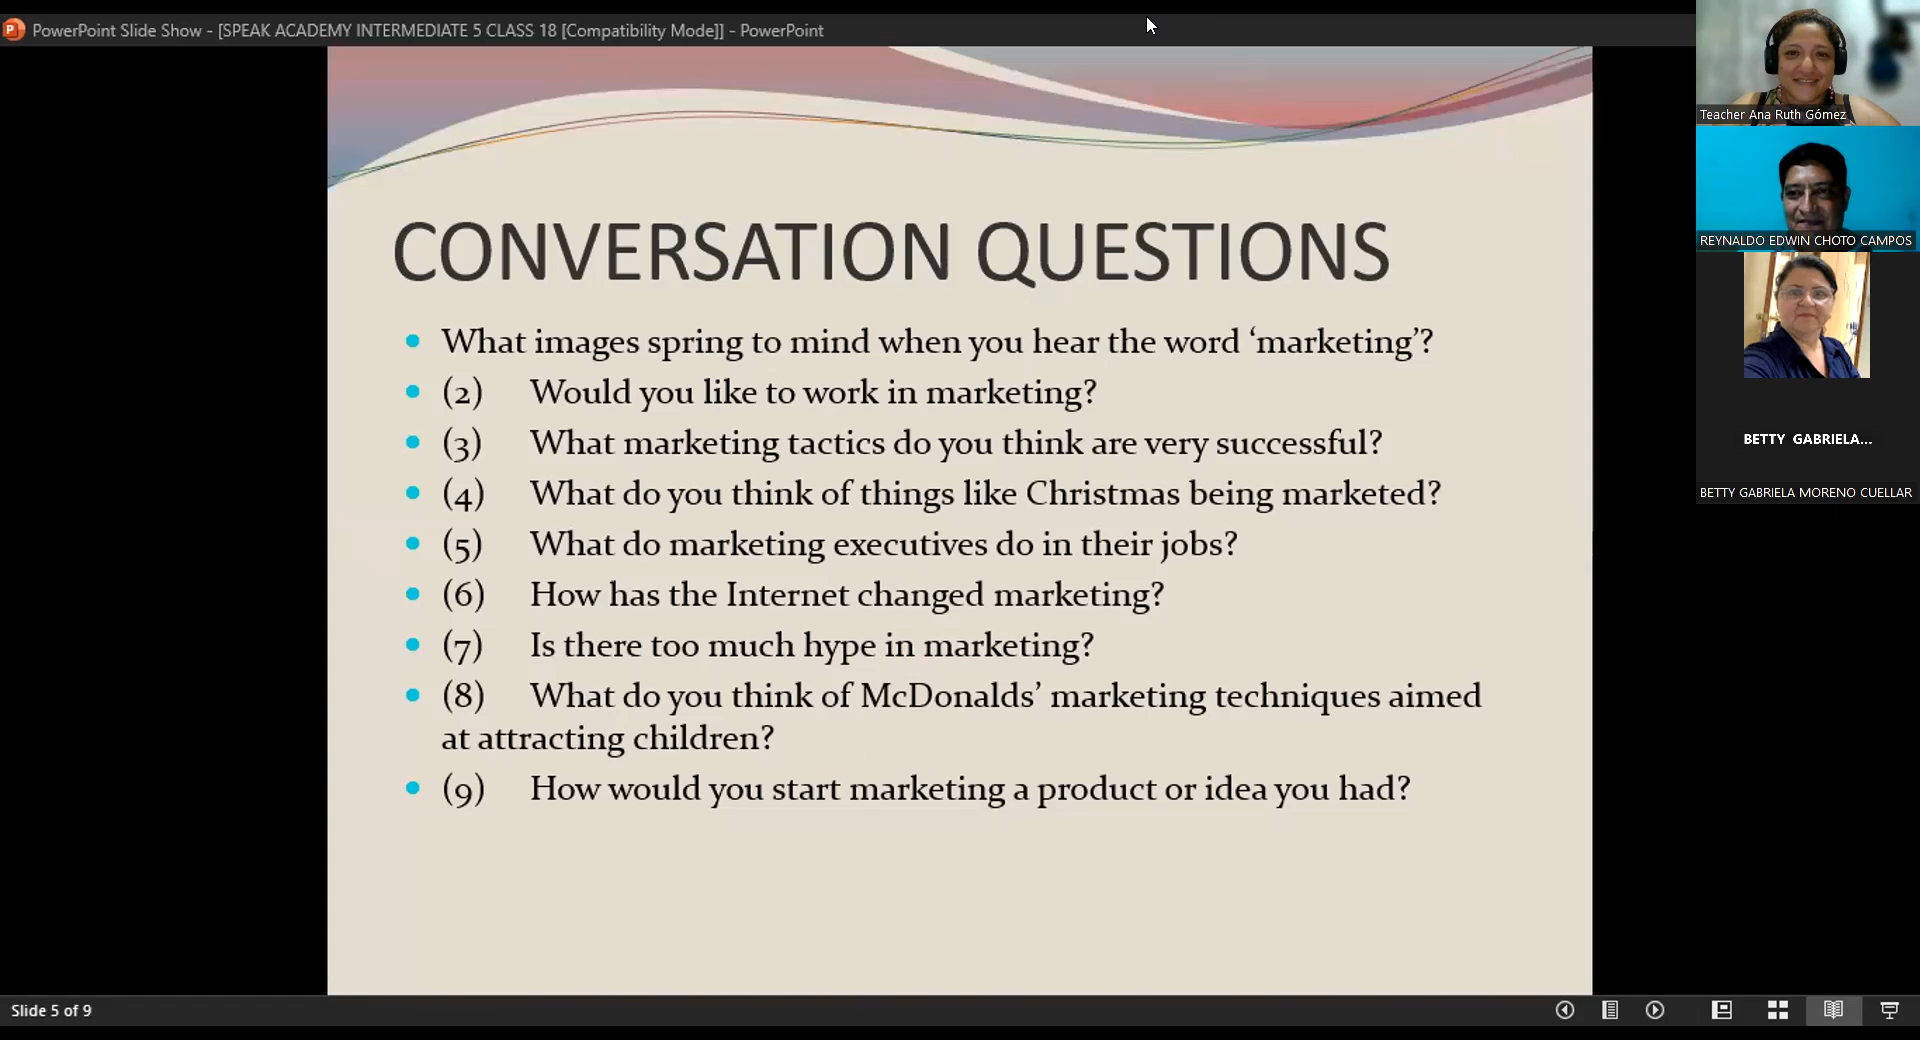 PowerPoint Slide Show - [SPEAK ACADEMY INTERMEDIATE 5 CLASS 18 [Compatibility Mode]] - PowerPoint
Teacher Ana Ruth Gómez
REYNALDO EDWIN CHOTO CAMPOS
BETTY GABRIELA...
BETTY GABRIELA MORENO CUELLAR
CONVERSATION QUESTIONS
What images spring to mind when you hear the word ‘marketing’?
(2) Would you like to work in marketing?
(3) What marketing tactics do you think are very successful?
(4) What do you think of things like Christmas being marketed?
(5) What do marketing executives do in their jobs?
(6) How has the Internet changed marketing?
(7) Is there too much hype in marketing?
(8) What do you think of McDonalds’ marketing techniques aimed
at attracting children?
(9) How would you start marketing a product or idea you had?
Slide 5 of 9